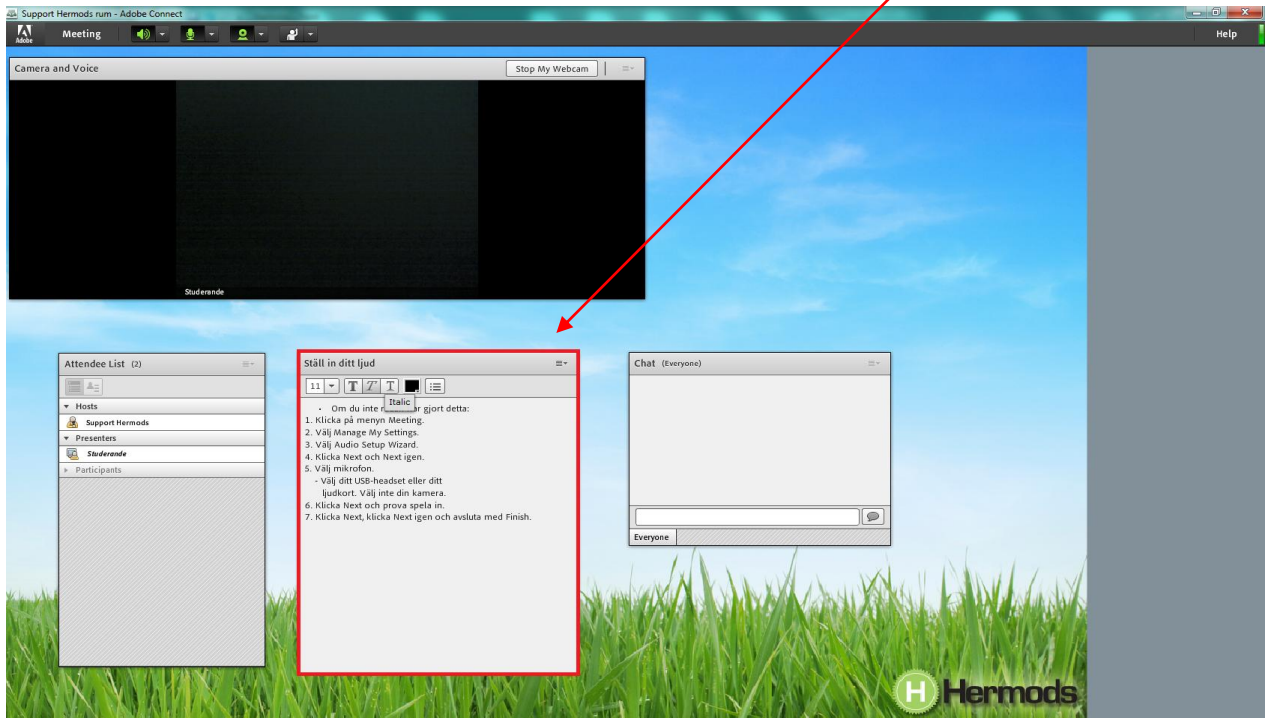 Support Hermods rum - Adobe Connect
Adobe
Meeting
Help
Camera and Voice
Stop My Webcam
Studerande
Attendee List (2)
Hosts
Support Hermods
Presenters
Studerande
Participants
Ställ in ditt ljud
11 T T T
Italic
- Om du inte ar gjort detta:
1. Klicka på menyn Meeting.
2. Välj Manage My Settings.
3. Välj Audio Setup Wizard.
4. Klicka Next och Next igen.
5. Välj mikrofon.
- Välj ditt USB-headset eller ditt
ljudkort. Välj inte din kamera.
6. Klicka Next och prova spela in.
7. Klicka Next, klicka Next igen och avsluta med Finish.
Chat (Everyone)
Everyone
H Hermods